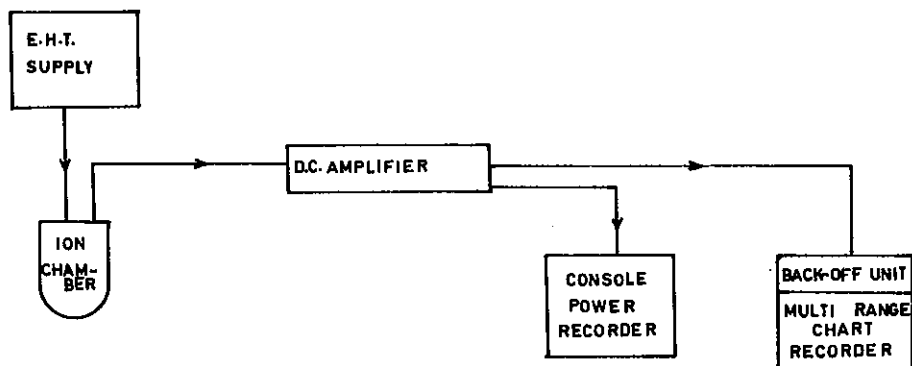 E.H.T.
SUPPLY
D.C. AMPLIFIER
ION
CHAM-
BER
CONSOLE
POWER
RECORDER
BACK-OFF UNIT
MULTI RANGE
CHART
RECORDER